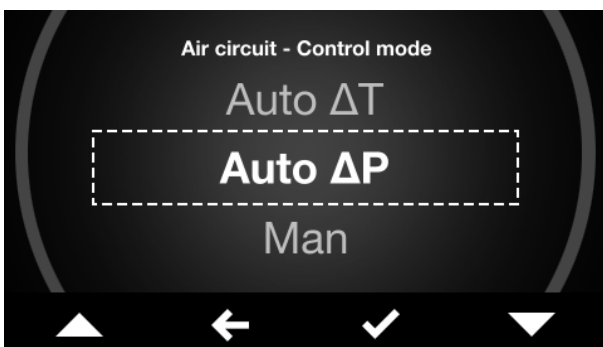 Air circuit - Control mode
Auto ΔT
Auto ΔP
Man